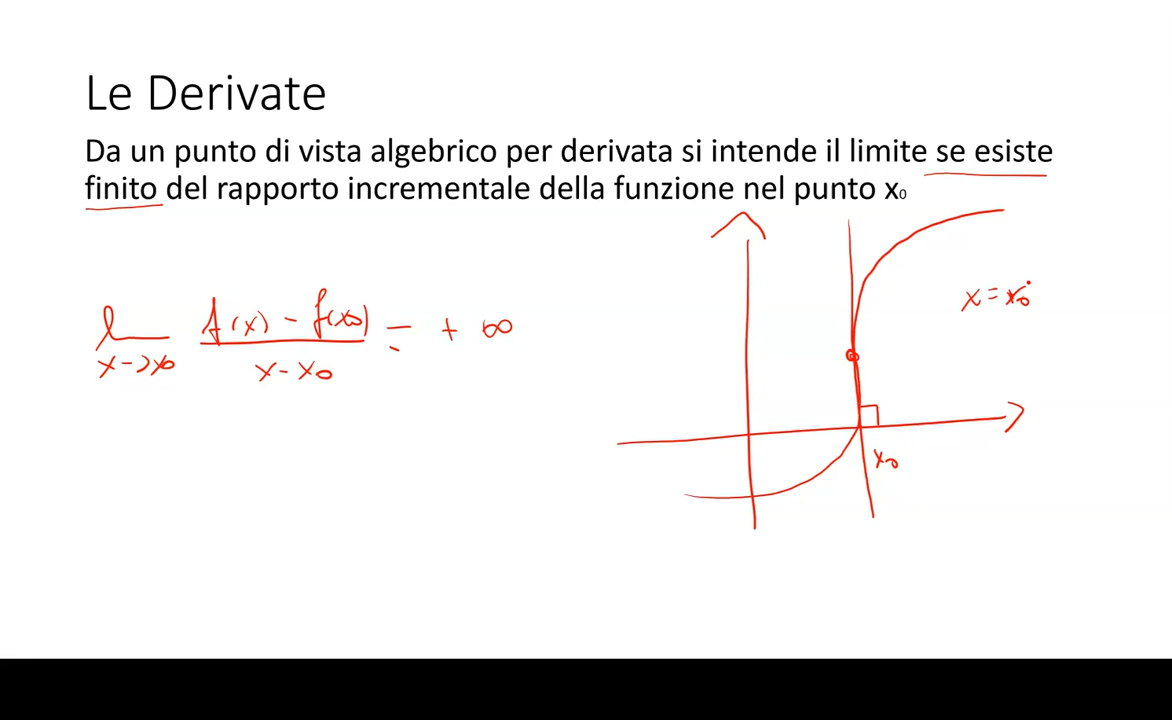 Le Derivate
Da un punto di vista algebrico per derivata si intende il limite se esiste
finito del rapporto incrementale della funzione nel punto x₀
f(x) - f(x₀) = + ∞
x→x₀ x - x₀
x = x₀
x₀